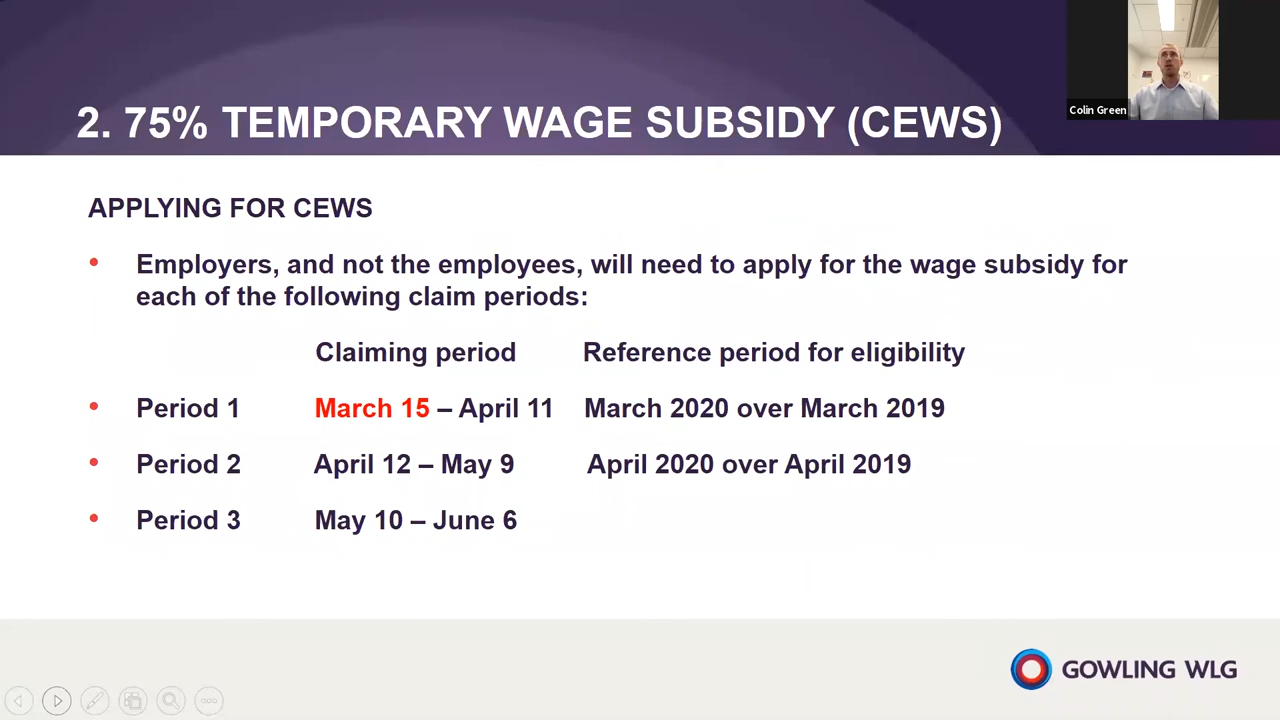 Colin Green
2. 75% TEMPORARY WAGE SUBSIDY (CEWS)
APPLYING FOR CEWS
• Employers, and not the employees, will need to apply for the wage subsidy for
each of the following claim periods:
Claiming period Reference period for eligibility
• Period 1 March 15 – April 11 March 2020 over March 2019
• Period 2 April 12 – May 9 April 2020 over April 2019
• Period 3 May 10 – June 6
GOWLING WLG